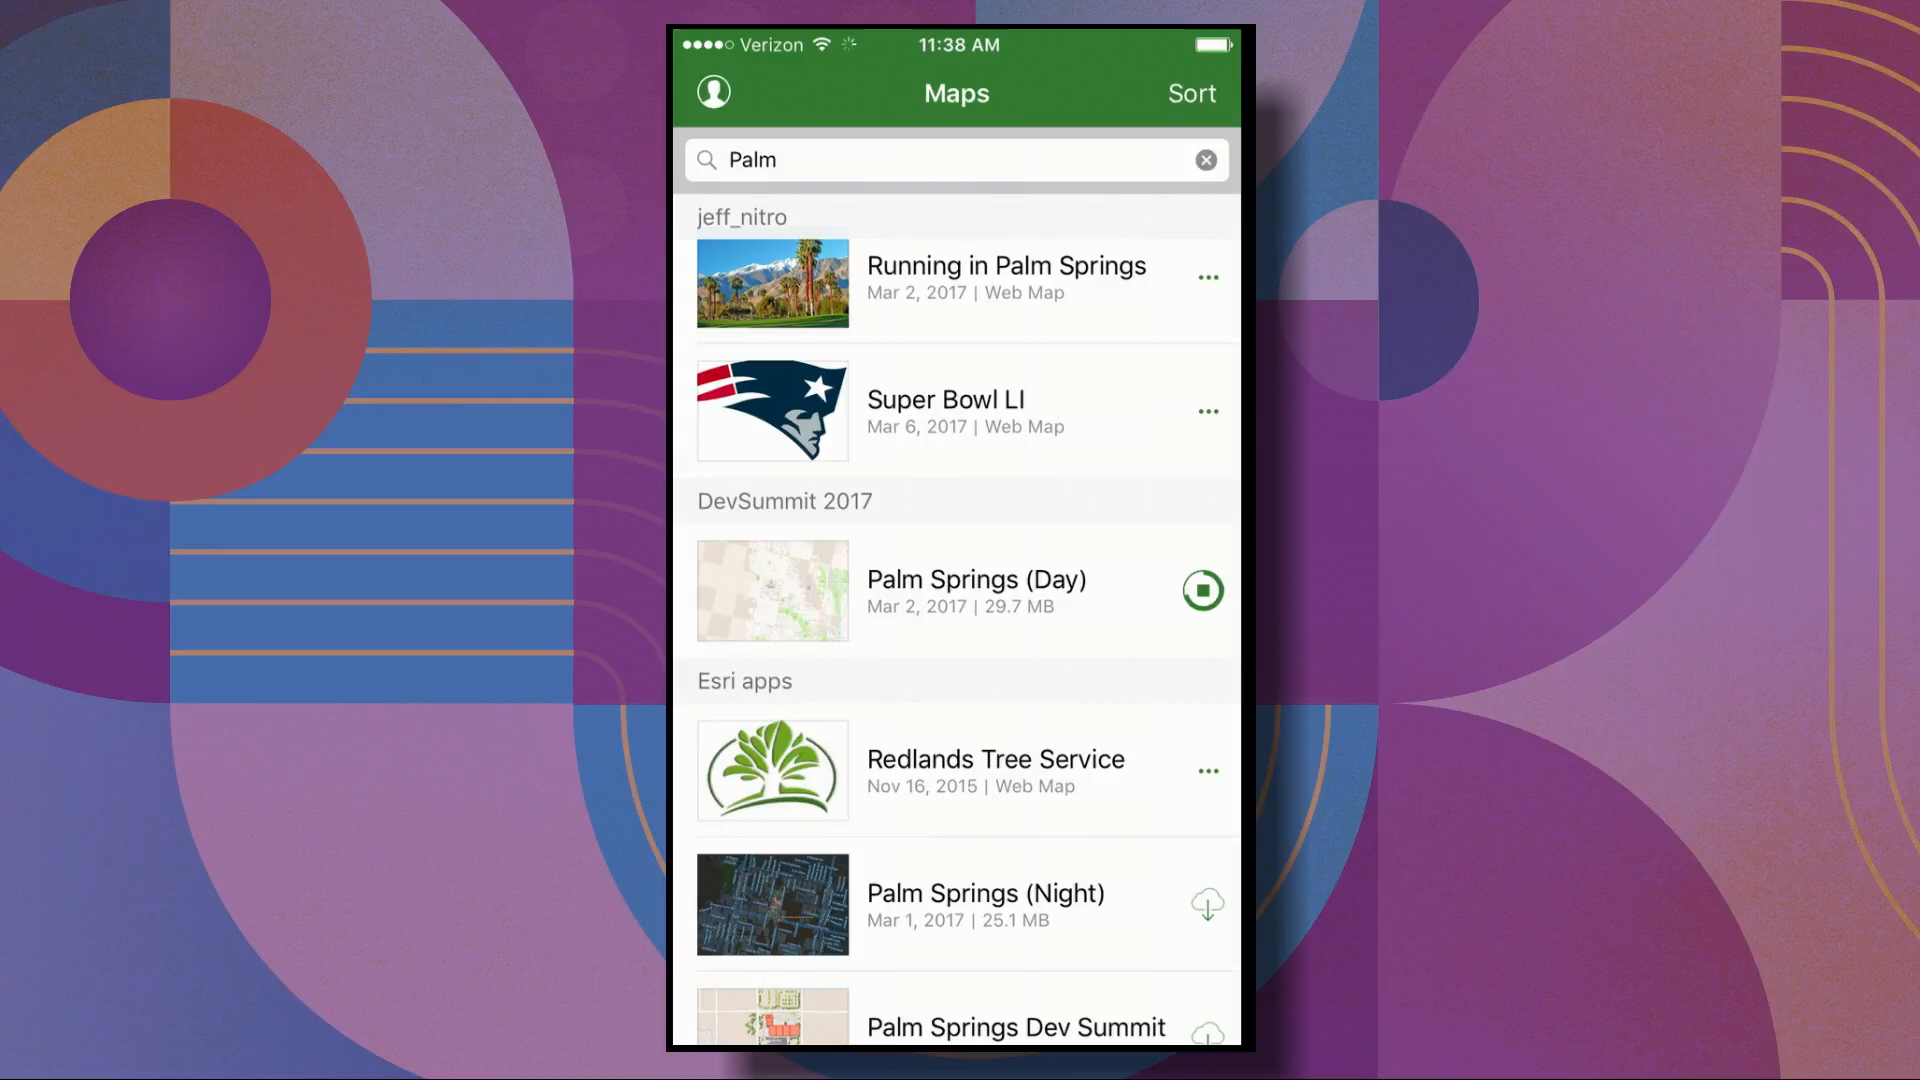 Verizon
11:38 AM
Maps
Sort
Palm
jeff_nitro
Running in Palm Springs
Mar 2, 2017 | Web Map
Super Bowl LI
Mar 6, 2017 | Web Map
DevSummit 2017
Palm Springs (Day)
Mar 2, 2017 | 29.7 MB
Esri apps
Redlands Tree Service
Nov 16, 2015 | Web Map
Palm Springs (Night)
Mar 1, 2017 | 25.1 MB
Palm Springs Dev Summit